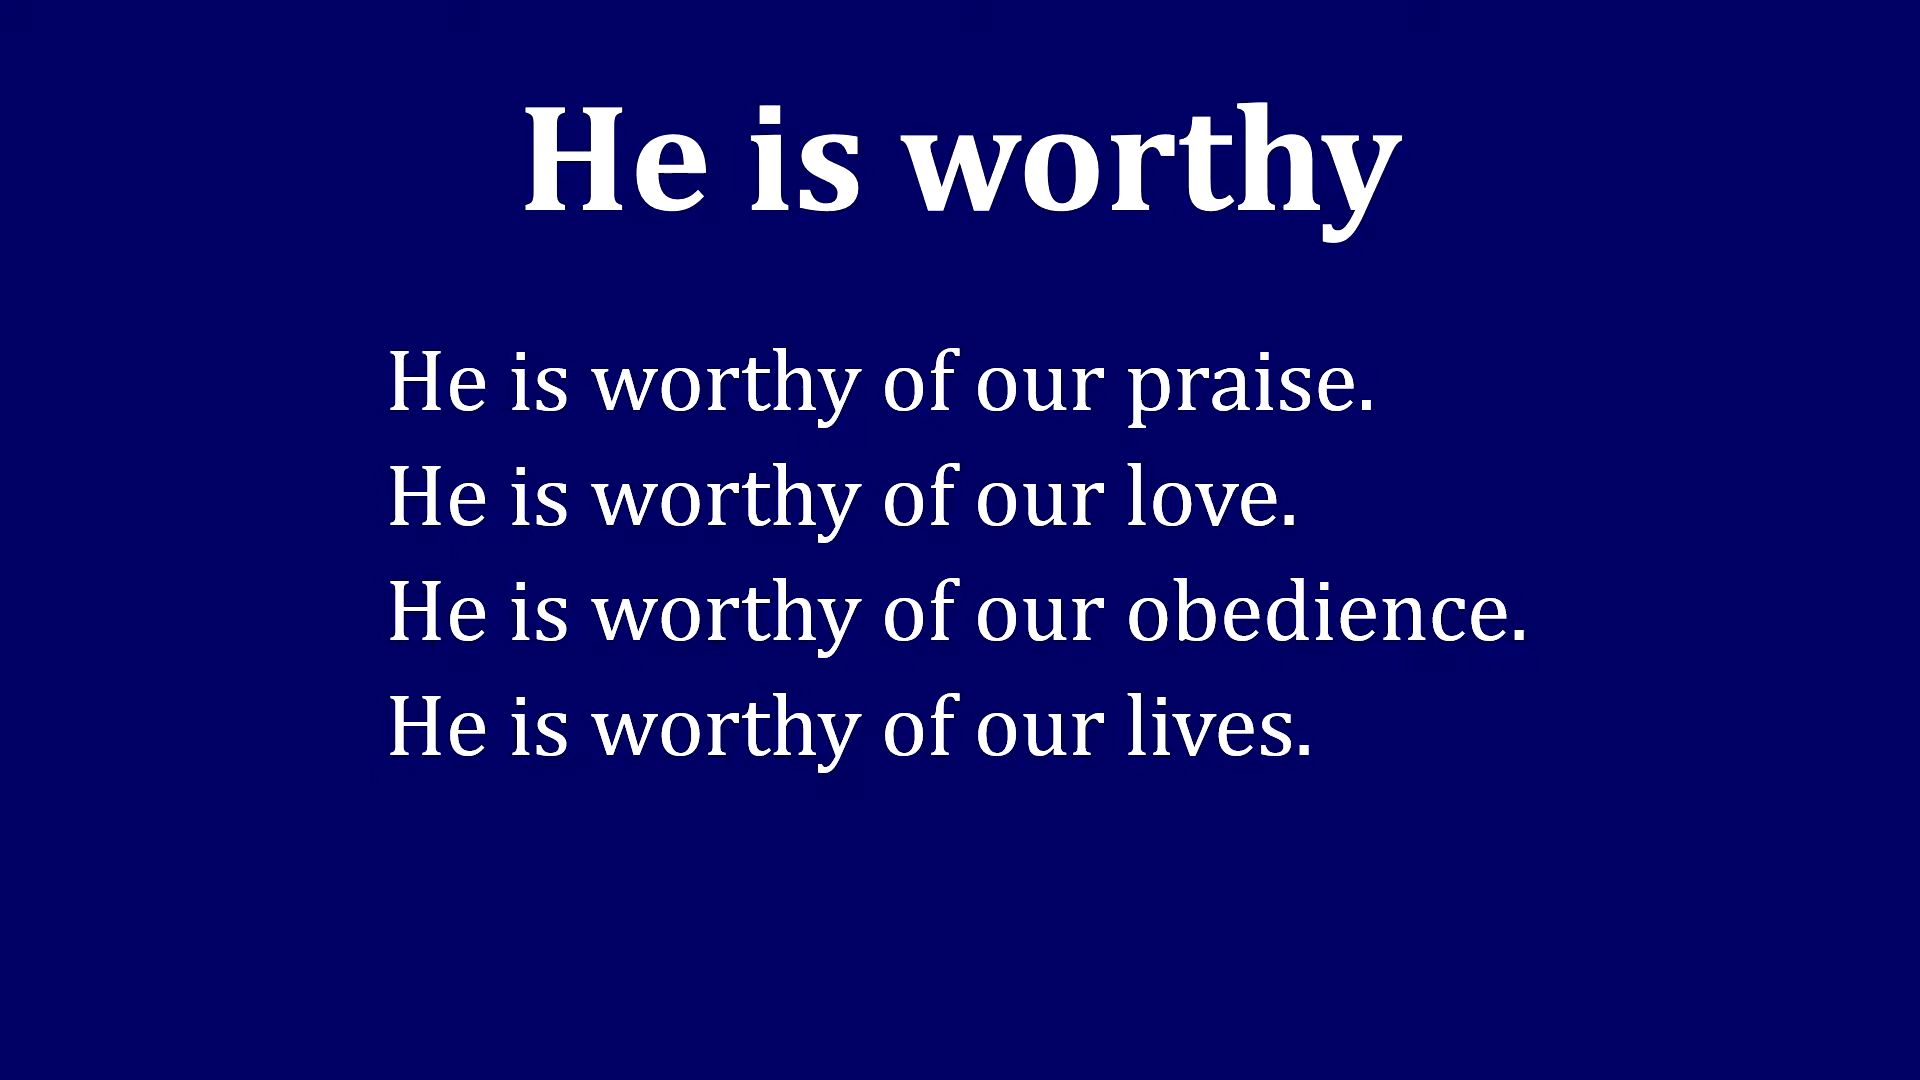 He is worthy
He is worthy of our praise.
He is worthy of our love.
He is worthy of our obedience.
He is worthy of our lives.